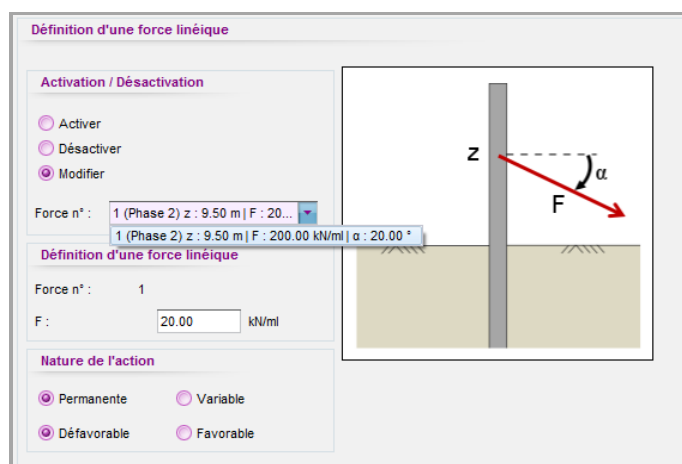 Définition d'une force linéique
Activation / Désactivation
Activer
Désactiver
Modifier
Force n° : 1 (Phase 2) z : 9.50 m | F : 20...
1 (Phase 2) z : 9.50 m | F : 200.00 kN/ml | α : 20.00 °
Définition d'une force linéique
Force n° : 1
F : 20.00 kN/ml
Nature de l'action
Permanente Variable
Défavorable Favorable
z
α
F